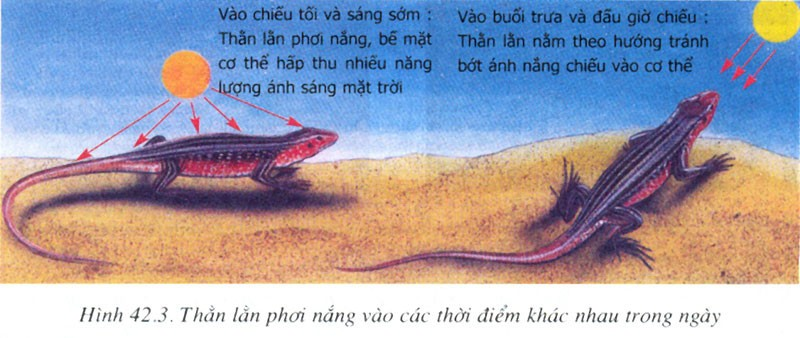 Vào chiếu tối và sáng sớm :
Thằn lằn phơi nắng, bề mặt
cơ thể hấp thu nhiều năng
lượng ánh sáng mặt trời
Vào buổi trưa và đầu giờ chiều :
Thằn lằn nằm theo hướng tránh
bớt ánh nắng chiếu vào cơ thể
Hình 42.3. Thằn lằn phơi nắng vào các thời điểm khác nhau trong ngày